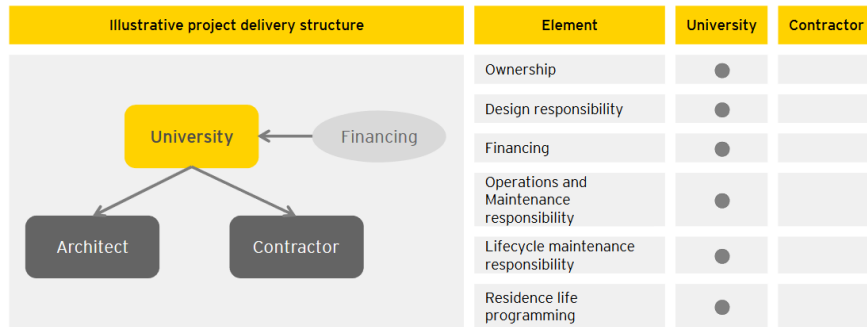 Illustrative project delivery structure
Element
University
Contractor
University
Financing
Architect
Contractor
Ownership
Design responsibility
Financing
Operations and
Maintenance
responsibility
Lifecycle maintenance
responsibility
Residence life
programming